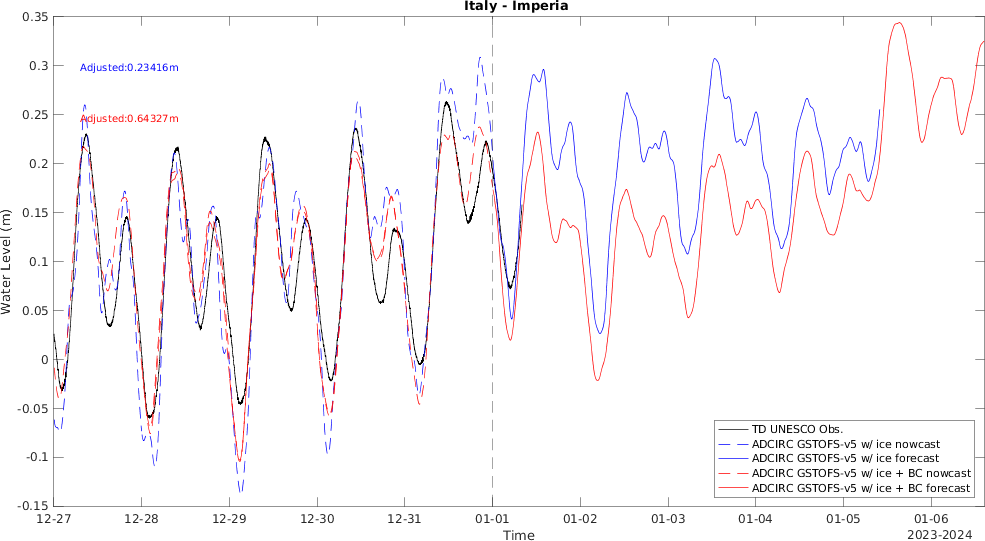 Italy - Imperia
0.35
0.3
0.25
0.2
0.15
0.1
0.05
0
-0.05
-0.1
-0.15
Water Level (m)
Adjusted:0.23416m
Adjusted:0.64327m
TD UNESCO Obs.
ADCIRC GSTOFS-v5 w/ ice nowcast
ADCIRC GSTOFS-v5 w/ ice forecast
ADCIRC GSTOFS-v5 w/ ice + BC nowcast
ADCIRC GSTOFS-v5 w/ ice + BC forecast
12-27 12-28 12-29 12-30 12-31 01-01 01-02 01-03 01-04 01-05 01-06
Time
2023-2024